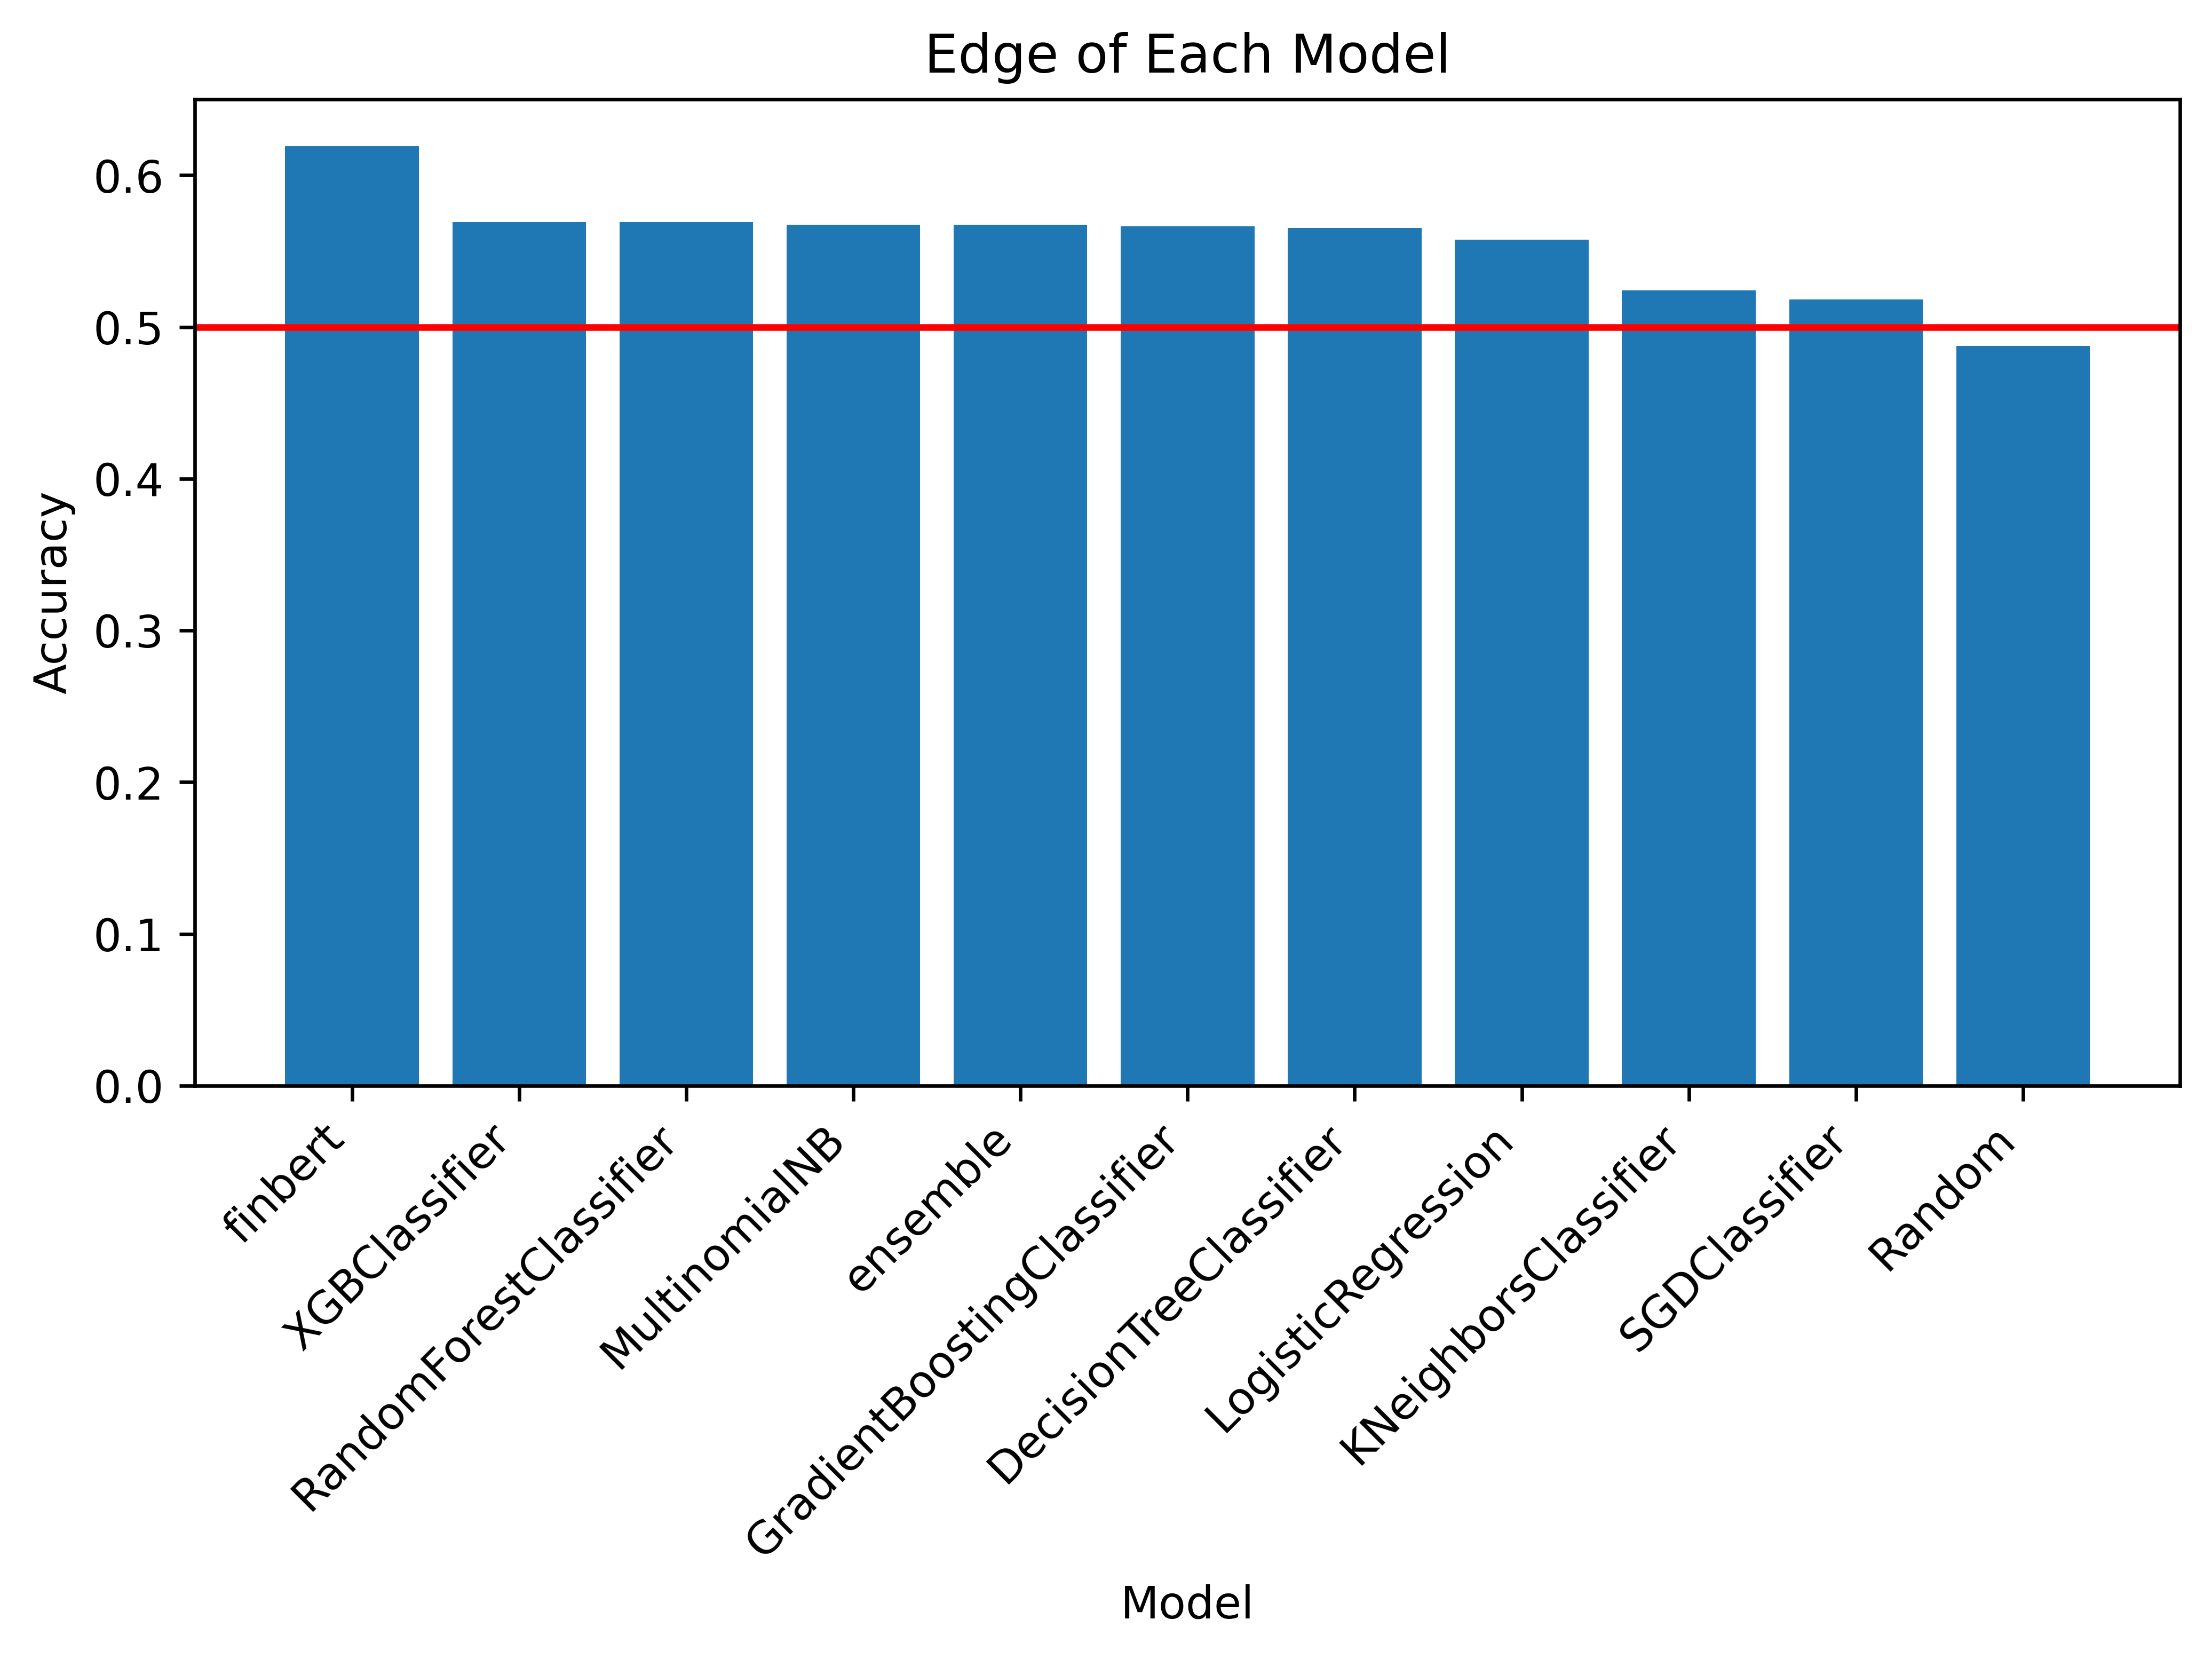 Edge of Each Model
Accuracy
0.6
0.5
0.4
0.3
0.2
0.1
0.0
finbert
XGBClassifier
RandomForestClassifier
MultinomialNB
ensemble
GradientBoostingClassifier
DecisionTreeClassifier
LogisticRegression
KNeighborsClassifier
SGDClassifier
Random
Model